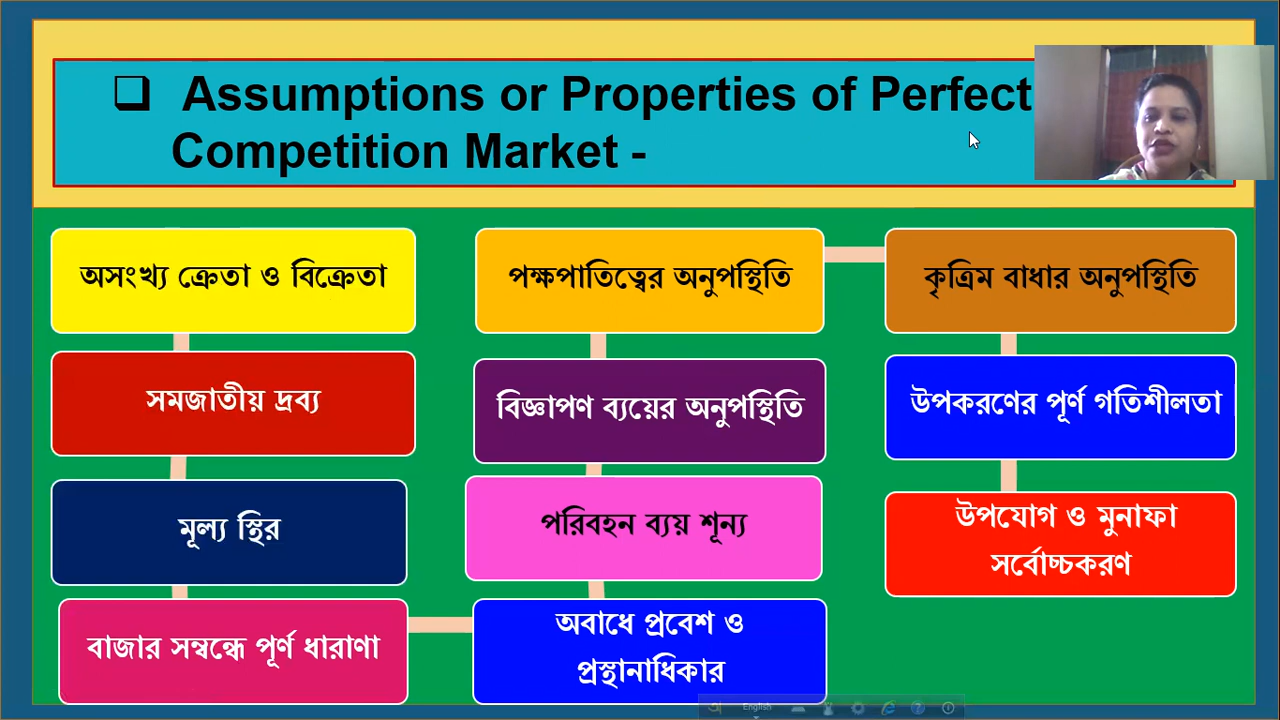 ❑ Assumptions or Properties of Perfect
Competition Market -
অসংখ্য ক্রেতা ও বিক্রেতা
সমজাতীয় দ্রব্য
মূল্য স্থির
বাজার সম্বন্ধে পূর্ণ ধারাণা
অবাধে প্রবেশ ও
প্রস্থানাধিকার
পরিবহন ব্যয় শূন্য
বিজ্ঞাপণ ব্যয়ের অনুপস্থিতি
পক্ষপাতিত্বের অনুপস্থিতি
কৃত্রিম বাধার অনুপস্থিতি
উপকরণের পূর্ণ গতিশীলতা
উপযোগ ও মুনাফা
সর্বোচ্চকরণ
অ English